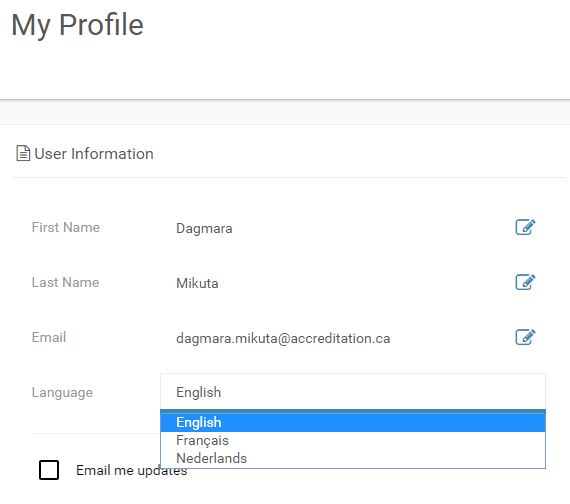 My Profile
User Information
First Name Dagmara
Last Name Mikuta
Email dagmara.mikuta@accreditation.ca
Language English
English
Français
Nederlands
Email me updates